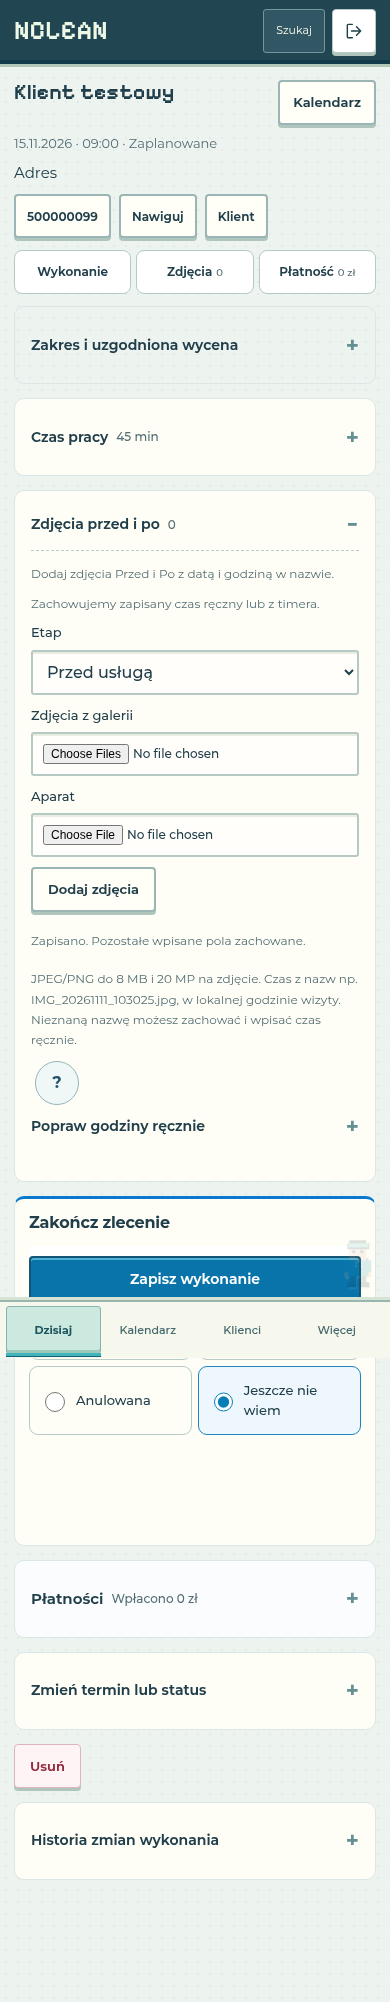 NOLEAN
Szukaj
Klient testowy
Kalendarz
15.11.2026 · 09:00 · Zaplanowane
Adres
500000099
Nawiguj
Klient
Wykonanie
Zdjęcia 0
Płatność 0 zł
Zakres i uzgodniona wycena
+
Czas pracy 45 min
+
Zdjęcia przed i po 0
−
Dodaj zdjęcia Przed i Po z datą i godziną w nazwie.
Zachowujemy zapisany czas ręczny lub z timera.
Etap
Przed usługą
Zdjęcia z galerii
Choose Files No file chosen
Aparat
Choose File No file chosen
Dodaj zdjęcia
Zapisano. Pozostałe wpisane pola zachowane.
JPEG/PNG do 8 MB i 20 MP na zdjęcie. Czas z nazw np.
IMG_20261111_103025.jpg, w lokalnej godzinie wizyty.
Nieznaną nazwę możesz zachować i wpisać czas
ręcznie.
?
Popraw godziny ręcznie
+
Zakończ zlecenie
Zapisz wykonanie
Dzisiaj
Kalendarz
Klienci
Więcej
Anulowana
Jeszcze nie
wiem
Płatności Wpłacono 0 zł
+
Zmień termin lub status
+
Usuń
Historia zmian wykonania
+